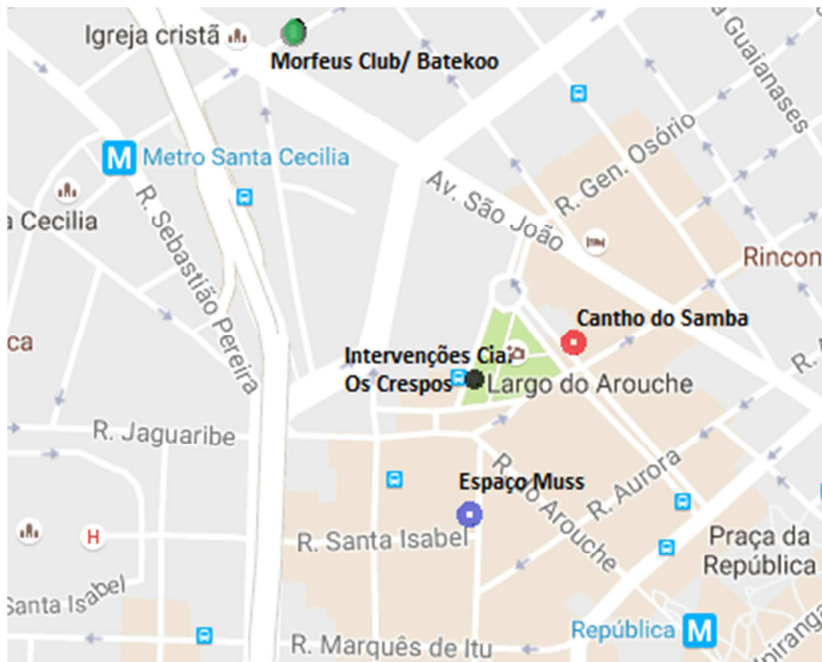 Igreja cristã
Morfeus Club/ Batekoo
Guaianases
M Metro Santa Cecilia
R. Gen. Osório
Av. São João
a Cecilia
R. Sebastião Pereira
Rincon
Cantho do Samba
ca
Intervenções Cia.
Os Crespos
Largo do Arouche
R. Jaguaribe
Espaço Muss
R. Aurora
H
R. Santa Isabel
Praça da
República
Santa Isabel
República M
R. Marquês de Itu